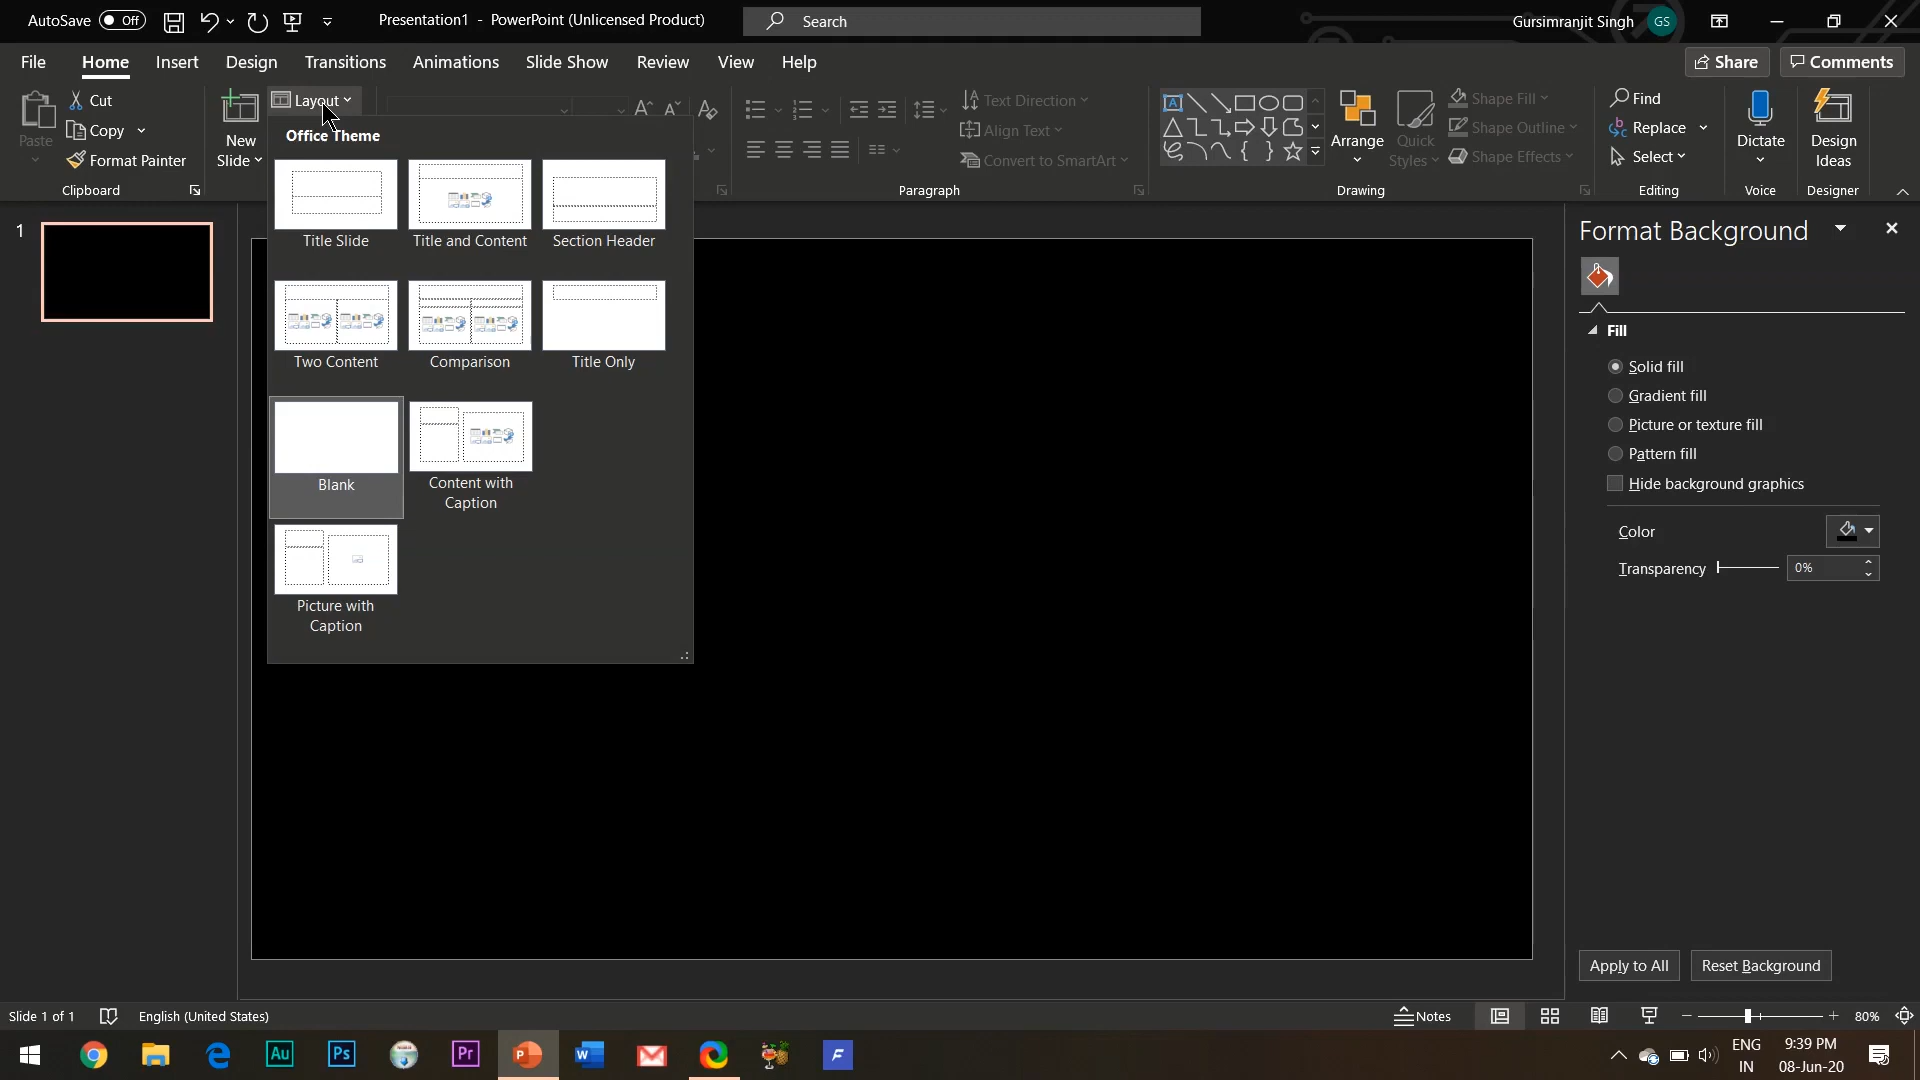 AutoSave Off
Presentation1 - PowerPoint (Unlicensed Product)
Search
Gursimranjit Singh GS
File Home Insert Design Transitions Animations Slide Show Review View Help
Share Comments
Paste
Cut
Copy
Format Painter
Clipboard
New
Slide
Layout
Office Theme
Title Slide
Title and Content
Section Header
Two Content
Comparison
Title Only
Blank
Content with
Caption
Picture with
Caption
Text Direction
Align Text
Convert to SmartArt
Paragraph
Arrange
Quick
Styles
Shape Fill
Shape Outline
Shape Effects
Drawing
Find
Replace
Select
Editing
Dictate
Voice
Design
Ideas
Designer
1
Format Background
Fill
Solid fill
Gradient fill
Picture or texture fill
Pattern fill
Hide background graphics
Color
Transparency 0%
Apply to All Reset Background
Slide 1 of 1 English (United States)
Notes
80%
Au Ps Pr P W F
ENG
IN
9:39 PM
08-Jun-20